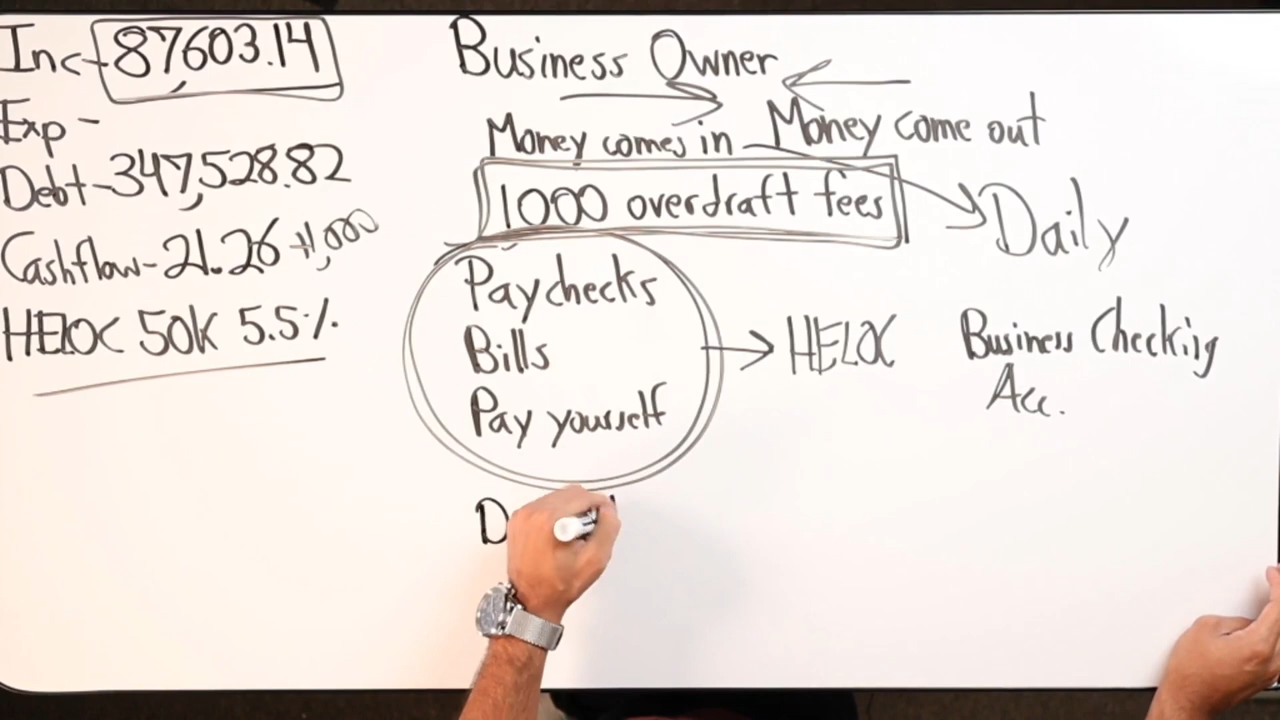 Inc- 87603.14
Exp -
Debt-347,528.82
Cashflow-21.26 +1,000
HELOC 50K 5.5%
Business Owner
Money comes in Money come out
1000 overdraft fees
Daily
Paychecks
Bills
Pay yourself
HELOC
Business Checking
Acc.
D